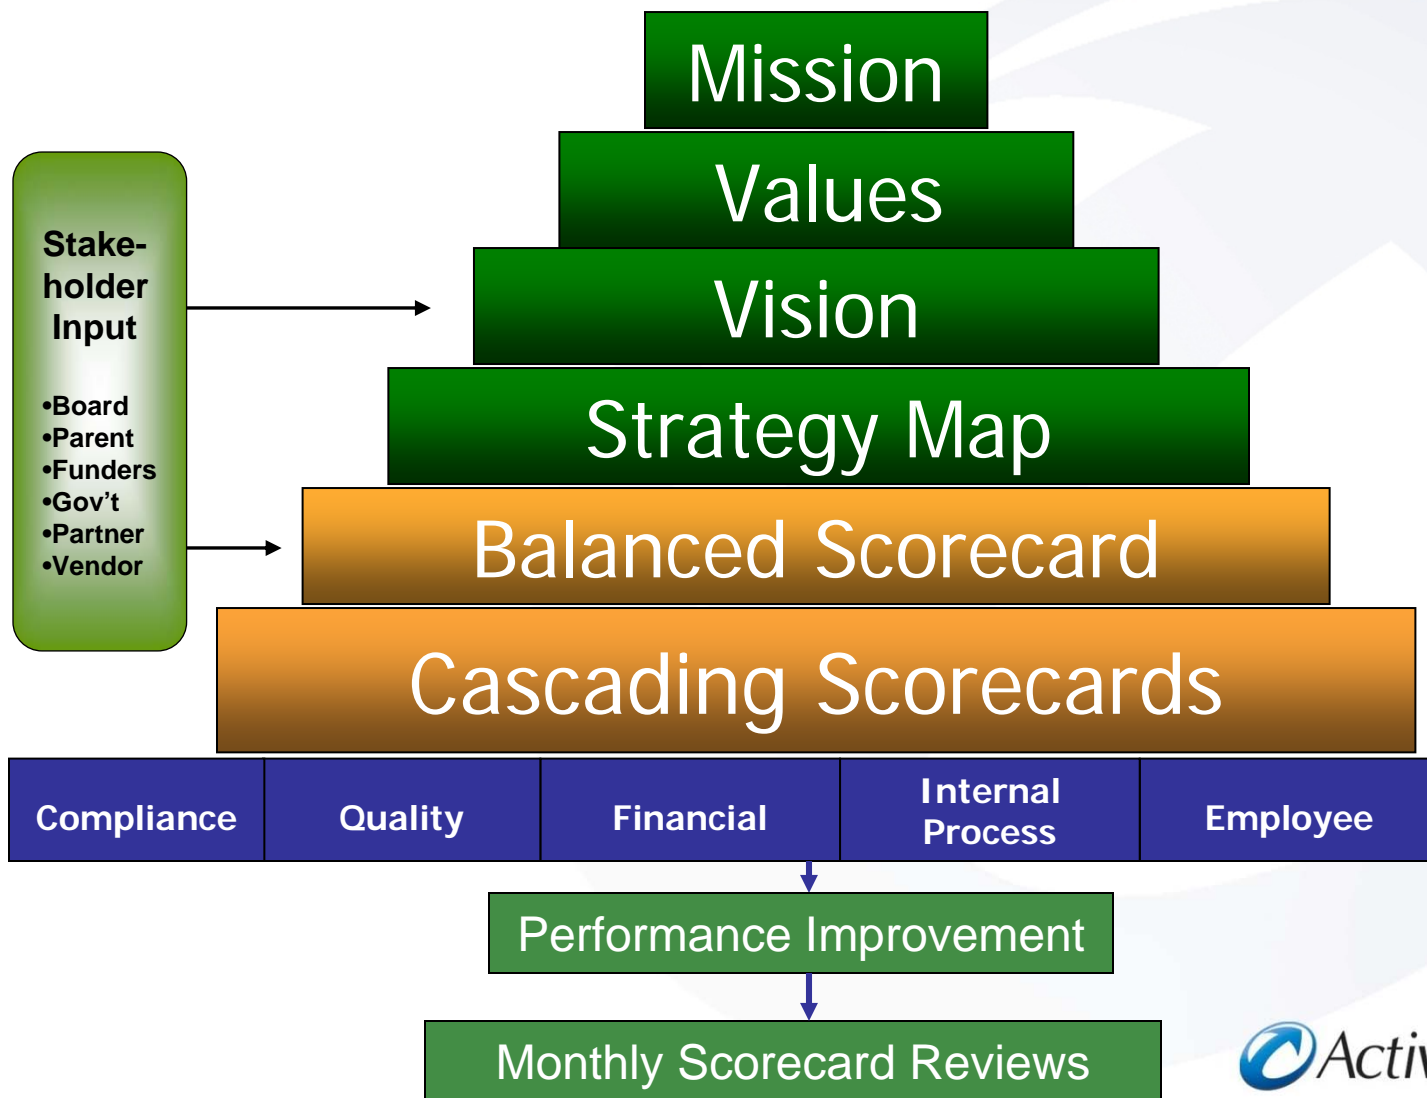 Mission
Values
Stake-
holder
Input
•Board
•Parent
•Funders
•Gov't
•Partner
•Vendor
Vision
Strategy Map
Balanced Scorecard
Cascading Scorecards
Compliance
Quality
Financial
Internal
Process
Employee
Performance Improvement
Monthly Scorecard Reviews